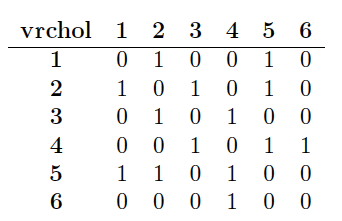 vrchol 1 2 3 4 5 6
1 0 1 0 0 1 0
2 1 0 1 0 1 0
3 0 1 0 1 0 0
4 0 0 1 0 1 1
5 1 1 0 1 0 0
6 0 0 0 1 0 0